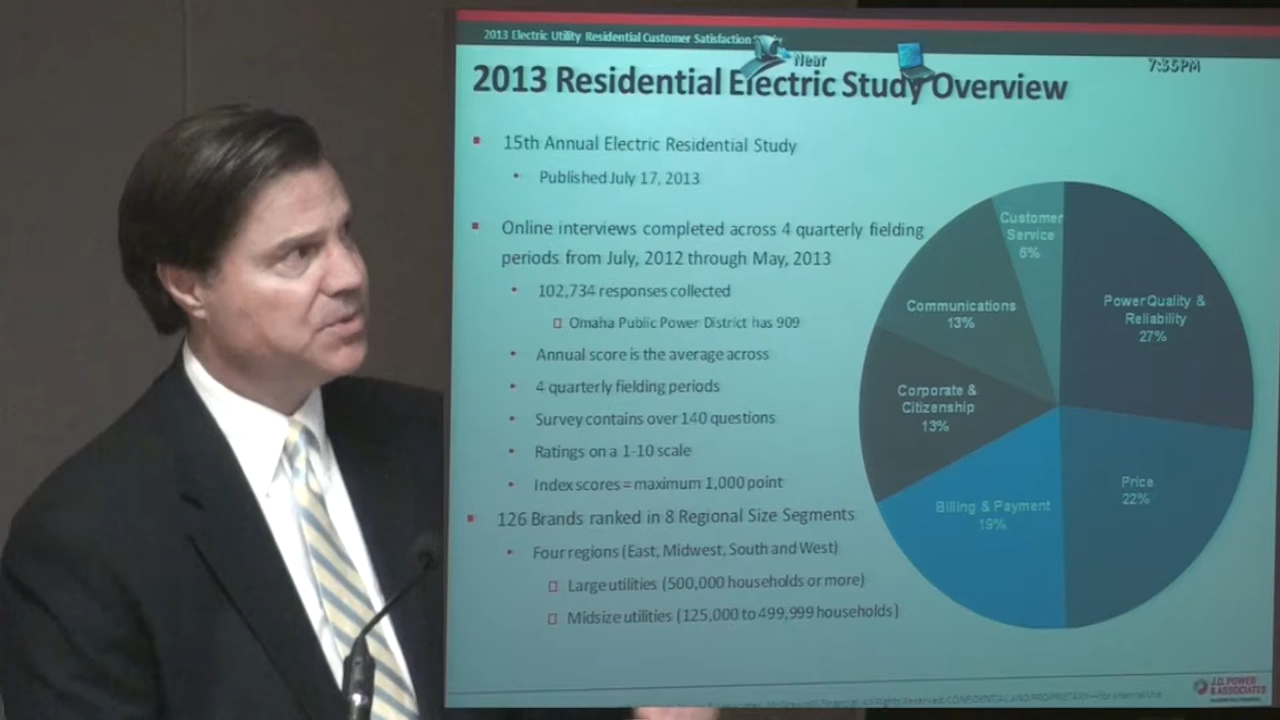 2013 Electric Utility Residential Customer Satisfaction
Near
7:35PM
2013 Residential Electric Study Overview
15th Annual Electric Residential Study
Published July 17, 2013
Online interviews completed across 4 quarterly fielding
periods from July, 2012 through May, 2013
102,734 responses collected
Omaha Public Power District has 909
Annual score is the average across
4 quarterly fielding periods
Survey contains over 140 questions
Ratings on a 1-10 scale
Index scores = maximum 1,000 point
126 Brands ranked in 8 Regional Size Segments
Four regions (East, Midwest, South and West)
Large utilities (500,000 households or more)
Midsize utilities (125,000 to 499,999 households)
Customer
Service
6%
Power Quality &
Reliability
27%
Communications
13%
Corporate &
Citizenship
13%
Price
22%
Billing & Payment
19%
J.D. POWER
& ASSOCIATES